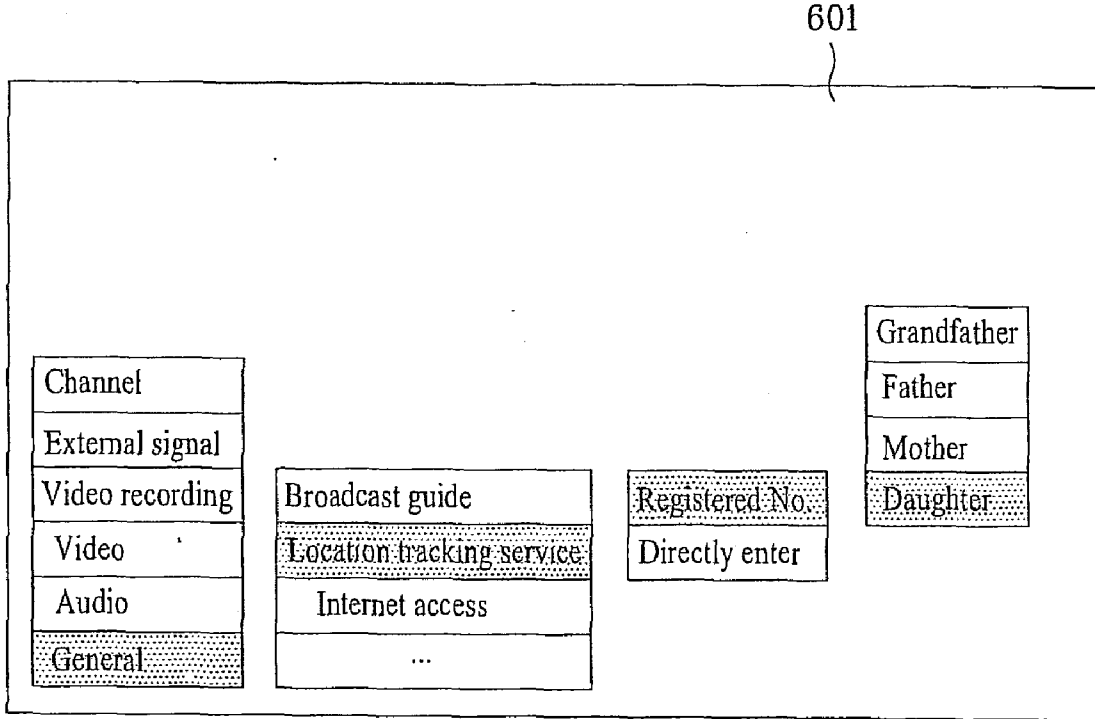 601
Channel
External signal
Video recording
Video
Audio
General
Broadcast guide
Location tracking service
Internet access
...
Registered No.
Directly enter
Grandfather
Father
Mother
Daughter